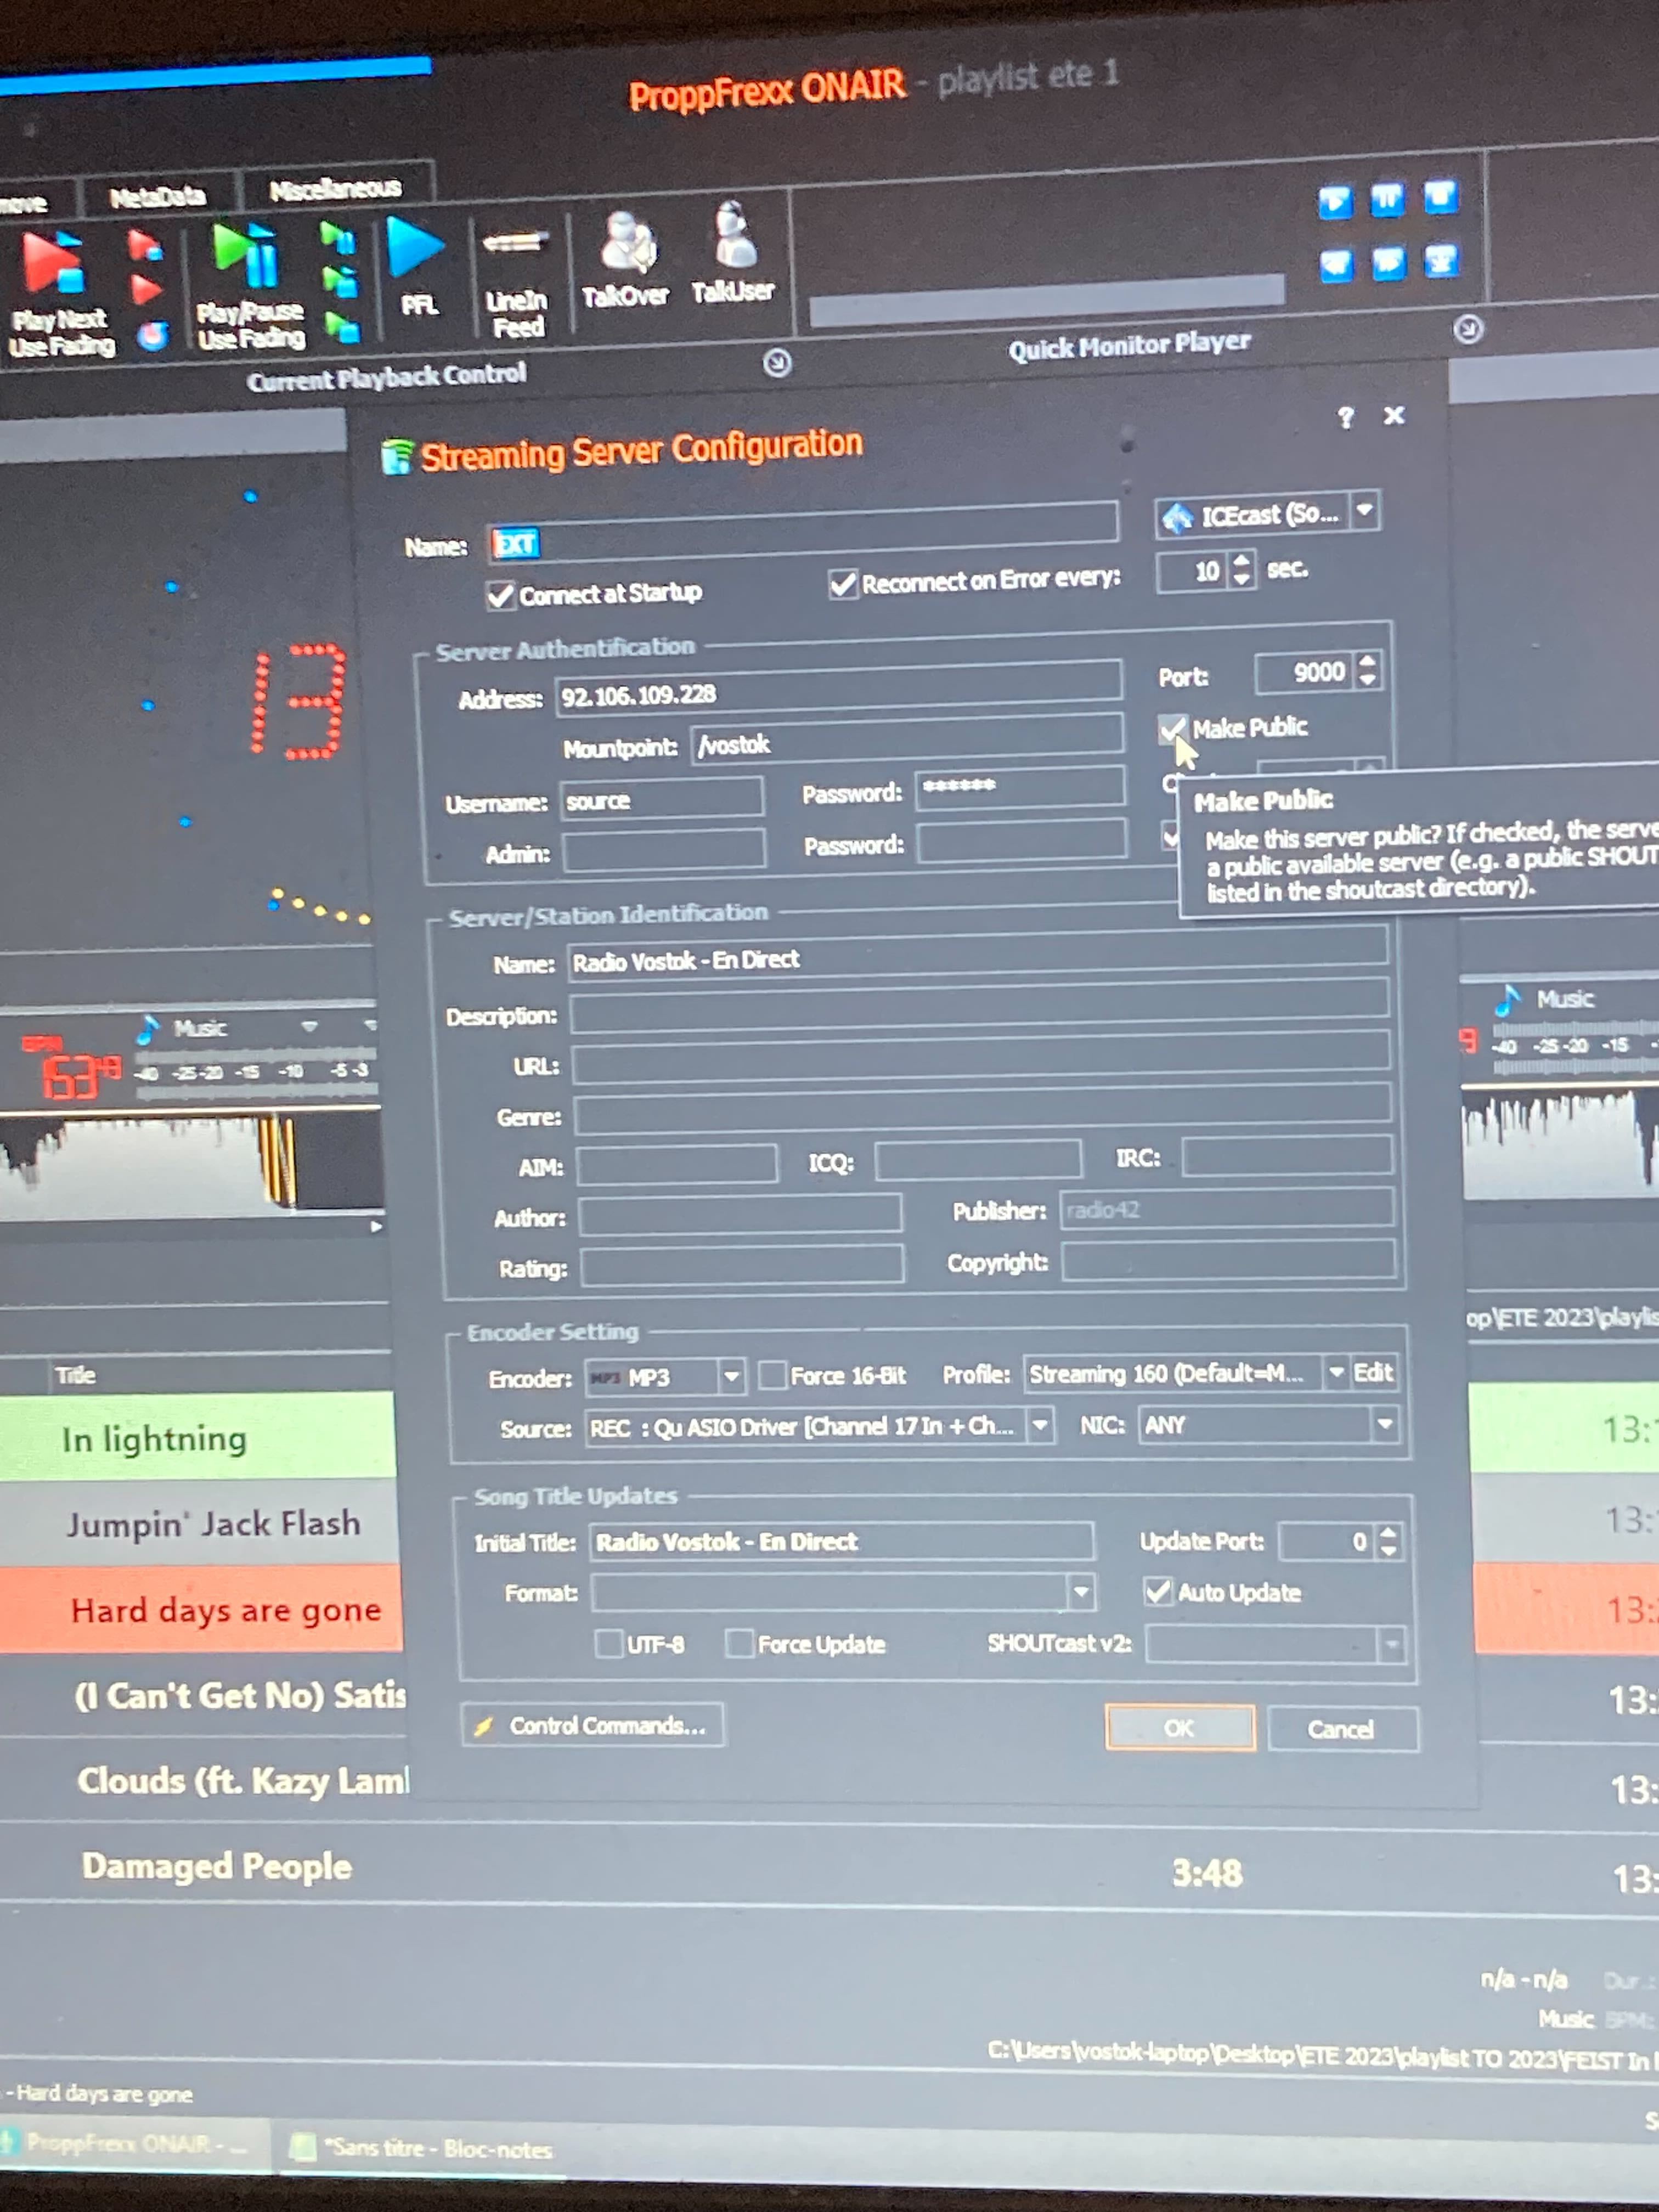 ProppFrexx ONAIR - playlist ete 1
MetaData
Miscellaneous
Play Next
Use Fading
Play/Pause
Use Fading
PFL
LineIn
Feed
TalkOver
TalkUser
Current Playback Control
Quick Monitor Player
Streaming Server Configuration
? X
Name: EXT
ICEcast (So...
Connect at Startup
Reconnect on Error every: 10 sec.
13
Server Authentification
Address: 92.106.109.228
Port: 9000
Mountpoint: /vostok
Make Public
Username: source
Password: ******
Admin:
Password:
Make Public
Make this server public? If checked, the serve
a public available server (e.g. a public SHOUT
listed in the shoutcast directory).
Server/Station Identification
Name: Radio Vostok - En Direct
Description:
URL:
Genre:
AIM:
ICQ:
IRC:
Author:
Publisher: radio42
Rating:
Copyright:
BPM
Music
-40 -25 -20 -15 -10 -5 -3
Music
-40 -25 -20 -15
Encoder Setting
Encoder: MP3 MP3
Force 16-Bit
Profile: Streaming 160 (Default=M...
Edit
Source: REC : Qu ASIO Driver [Channel 17 In + Ch...
NIC: ANY
Song Title Updates
Initial Title: Radio Vostok - En Direct
Update Port: 0
Format:
Auto Update
UTF-8
Force Update
SHOUTcast v2:
Control Commands...
OK
Cancel
op\ETE 2023\playlis
Title
In lightning
Jumpin' Jack Flash
Hard days are gone
(I Can't Get No) Satis
Clouds (ft. Kazy Lam
Damaged People
3:48
13:
n/a - n/a
Dur.:
Music
BPM:
C:\Users\vostok-laptop\Desktop\ETE 2023\playlist TO 2023\FEIST In
- Hard days are gone
ProppFrexx ONAIR - ...
*Sans titre - Bloc-notes